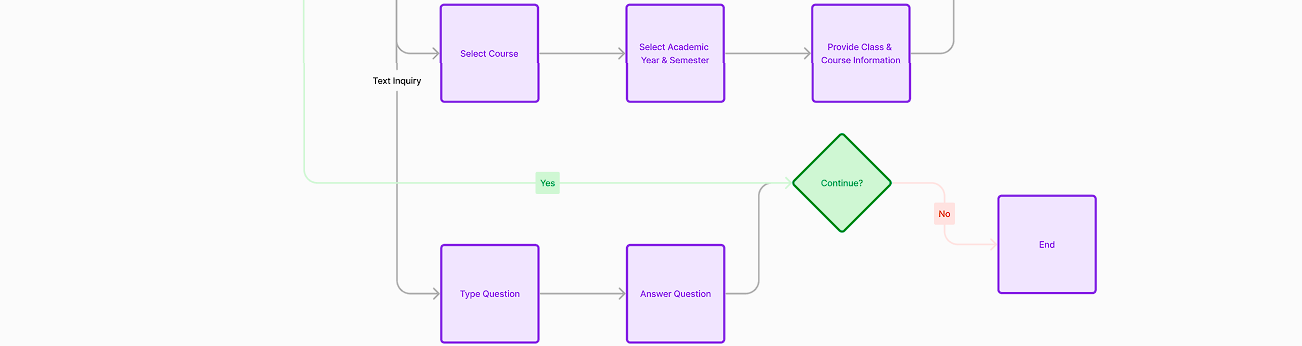 Select Course
Select Academic
Year & Semester
Provide Class &
Course Information
Text Inquiry
Yes
Continue?
No
End
Type Question
Answer Question